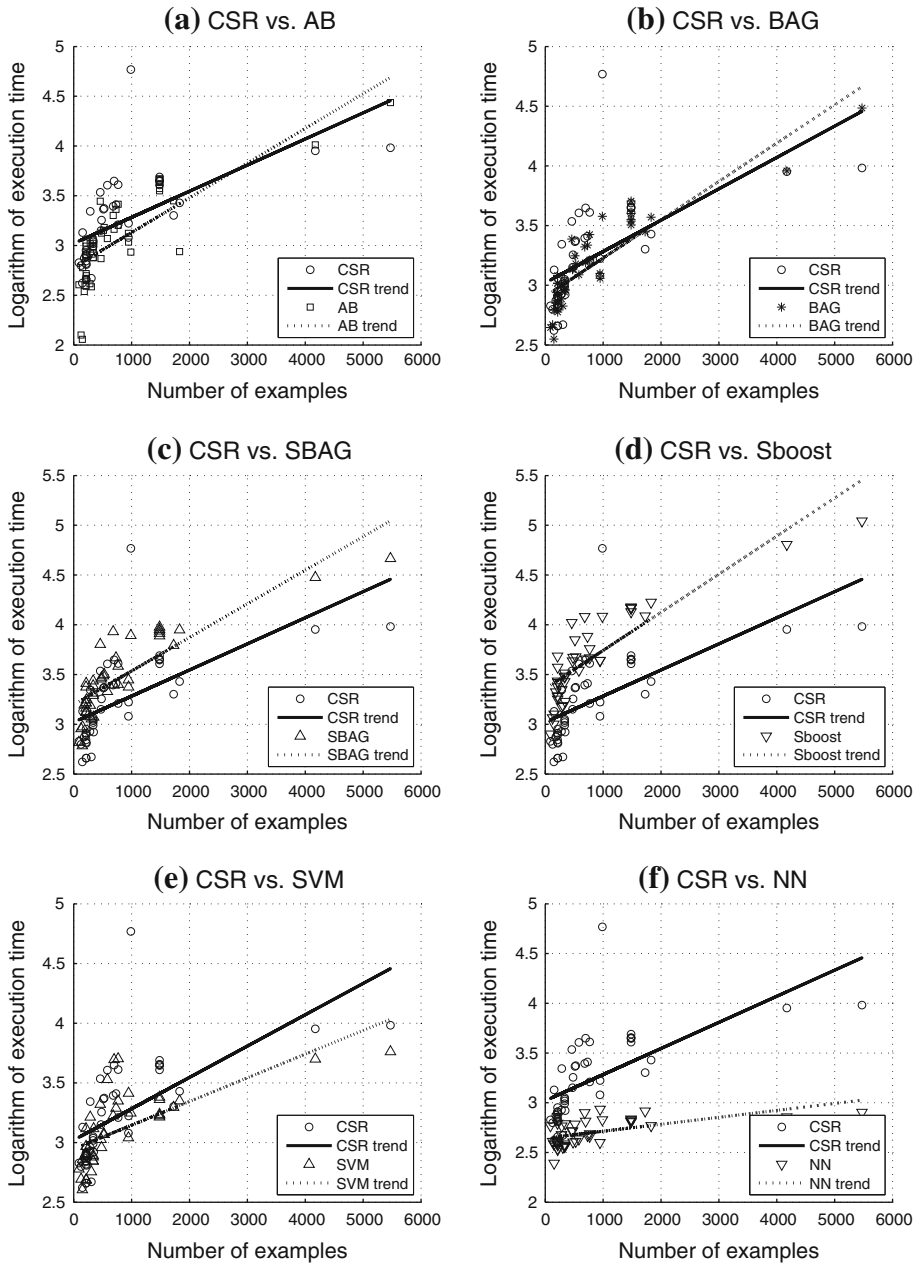 (a) CSR vs. AB
Logarithm of execution time
5
4.5
4
3.5
3
2.5
2
0 1000 2000 3000 4000 5000 6000
Number of examples
CSR
CSR trend
AB
AB trend
(b) CSR vs. BAG
Logarithm of execution time
5
4.5
4
3.5
3
2.5
0 1000 2000 3000 4000 5000 6000
Number of examples
CSR
CSR trend
BAG
BAG trend
(c) CSR vs. SBAG
Logarithm of execution time
5.5
5
4.5
4
3.5
3
2.5
0 1000 2000 3000 4000 5000 6000
Number of examples
CSR
CSR trend
SBAG
SBAG trend
(d) CSR vs. Sboost
Logarithm of execution time
5.5
5
4.5
4
3.5
3
2.5
0 1000 2000 3000 4000 5000 6000
Number of examples
CSR
CSR trend
Sboost
Sboost trend
(e) CSR vs. SVM
Logarithm of execution time
5
4.5
4
3.5
3
2.5
0 1000 2000 3000 4000 5000 6000
Number of examples
CSR
CSR trend
SVM
SVM trend
(f) CSR vs. NN
Logarithm of execution time
5
4.5
4
3.5
3
2.5
2
0 1000 2000 3000 4000 5000 6000
Number of examples
CSR
CSR trend
NN
NN trend